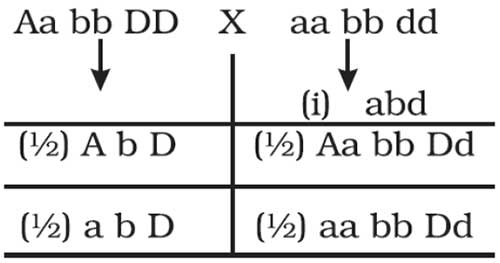 Aa bb DD X aa bb dd
(i) abd
(½) A b D (½) Aa bb Dd
(½) a b D (½) aa bb Dd